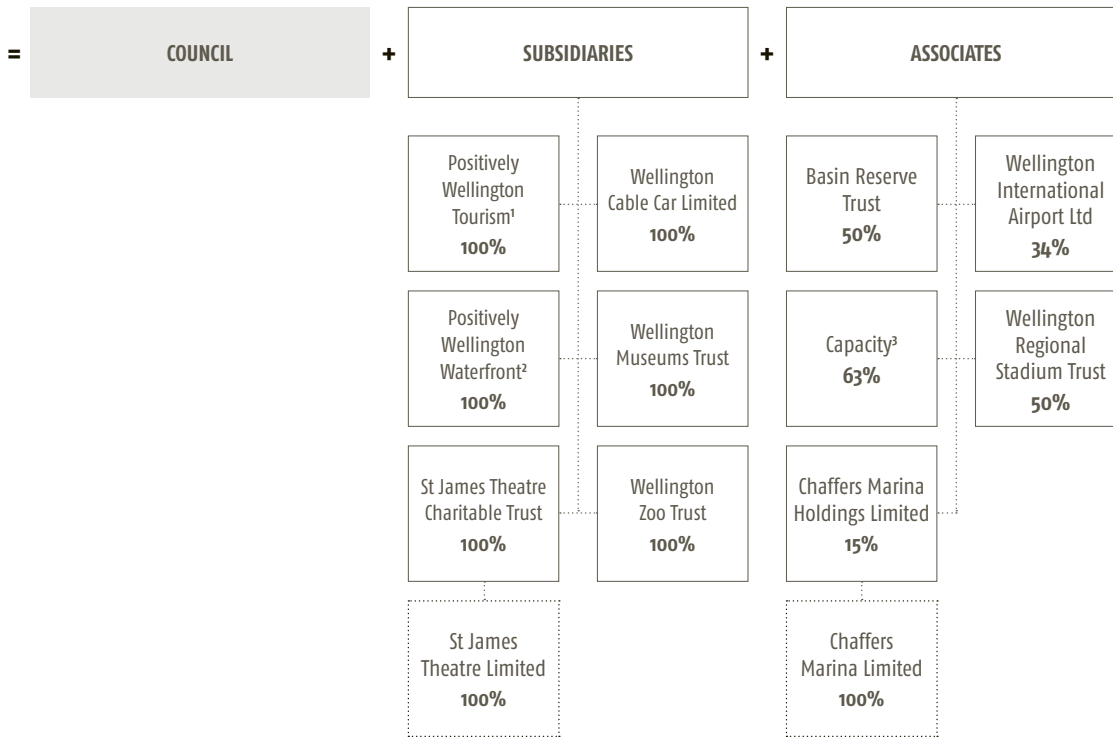 = COUNCIL + SUBSIDIARIES + ASSOCIATES
Positively
Wellington
Tourism¹
100%
Wellington
Cable Car Limited
100%
Basin Reserve
Trust
50%
Wellington
International
Airport Ltd
34%
Positively
Wellington
Waterfront²
100%
Wellington
Museums Trust
100%
Capacity³
63%
Wellington
Regional
Stadium Trust
50%
St James Theatre
Charitable Trust
100%
Wellington
Zoo Trust
100%
Chaffers Marina
Holdings Limited
15%
St James
Theatre Limited
100%
Chaffers
Marina Limited
100%